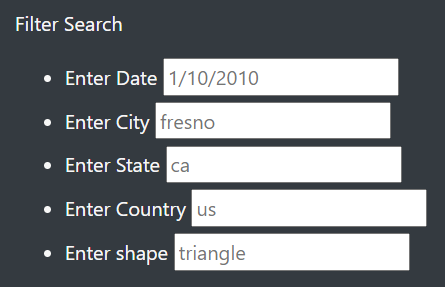 Filter Search
Enter Date 1/10/2010
Enter City fresno
Enter State ca
Enter Country us
Enter shape triangle